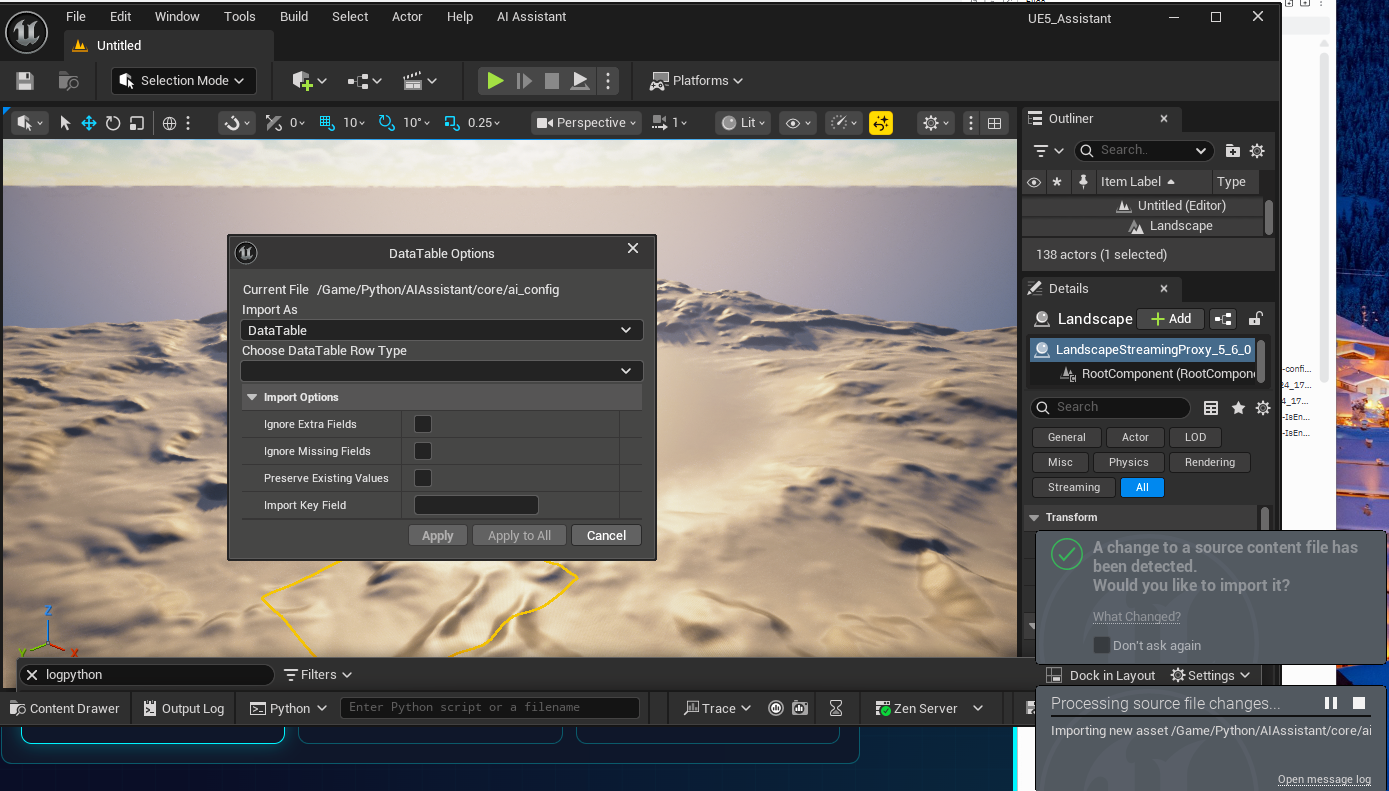 File Edit Window Tools Build Select Actor Help AI Assistant
UE5_Assistant
Untitled
Selection Mode
Platforms
0 10 10° 0.25
Perspective
1
Lit
Outliner
Search..
Item Label Type
Untitled (Editor)
Landscape
138 actors (1 selected)
Details
Landscape Add
LandscapeStreamingProxy_5_6_0
RootComponent (RootCompone
Search
General Actor LOD
Misc Physics Rendering
Streaming All
Transform
DataTable Options
Current File /Game/Python/AIAssistant/core/ai_config
Import As
DataTable
Choose DataTable Row Type
Import Options
Ignore Extra Fields
Ignore Missing Fields
Preserve Existing Values
Import Key Field
Apply Apply to All Cancel
-confi...
4_17...
4_17...
-IsEn...
-IsEn...
A change to a source content file has
been detected.
Would you like to import it?
What Changed?
Don't ask again
Z
Y X
logpython
Filters
Dock in Layout Settings
Content Drawer Output Log Python Enter Python script or a filename Trace Zen Server
Processing source file changes...
Importing new asset /Game/Python/AIAssistant/core/ai
Open message log